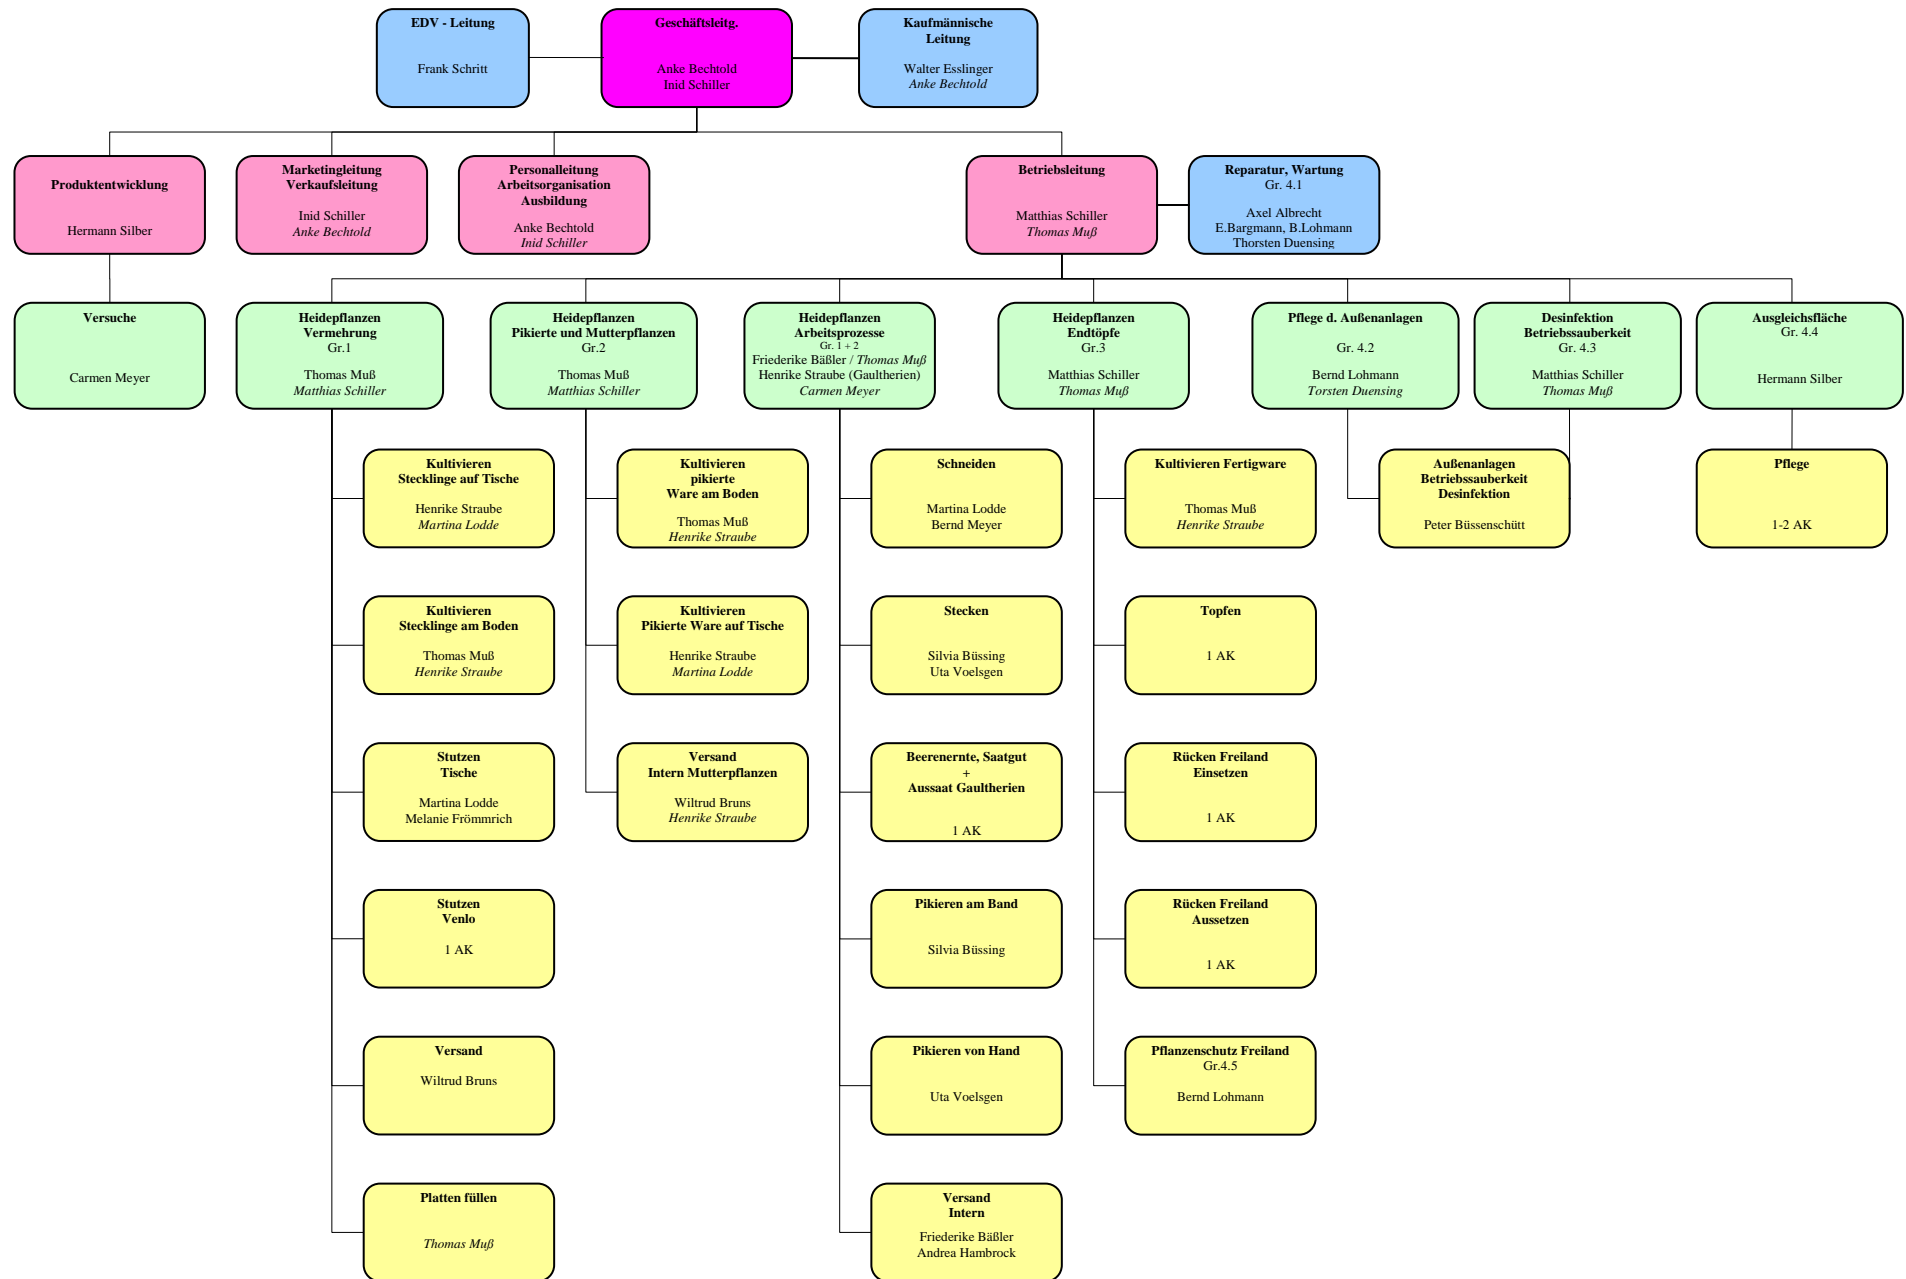 EDV - Leitung
Frank Schritt
Geschäftsleitg.
Anke Bechtold
Inid Schiller
Kaufmännische
Leitung
Walter Esslinger
Anke Bechtold
Produktentwicklung
Hermann Silber
Marketingleitung
Verkaufsleitung
Inid Schiller
Anke Bechtold
Personalleitung
Arbeitsorganisation
Ausbildung
Anke Bechtold
Inid Schiller
Betriebsleitung
Matthias Schiller
Thomas Muß
Reparatur, Wartung
Gr. 4.1
Axel Albrecht
E.Bargmann, B.Lohmann
Thorsten Duensing
Versuche
Carmen Meyer
Heidepflanzen
Vermehrung
Gr.1
Thomas Muß
Matthias Schiller
Heidepflanzen
Pikierte und Mutterpflanzen
Gr.2
Thomas Muß
Matthias Schiller
Heidepflanzen
Arbeitsprozesse
Gr. 1 + 2
Friederike Bäßler / Thomas Muß
Henrike Straube (Gaultherien)
Carmen Meyer
Heidepflanzen
Endtöpfe
Gr.3
Matthias Schiller
Thomas Muß
Pflege d. Außenanlagen
Gr. 4.2
Bernd Lohmann
Torsten Duensing
Desinfektion
Betriebssauberkeit
Gr. 4.3
Matthias Schiller
Thomas Muß
Ausgleichsfläche
Gr. 4.4
Hermann Silber
Kultivieren
Stecklinge auf Tische
Henrike Straube
Martina Lodde
Kultivieren
pikierte
Ware am Boden
Thomas Muß
Henrike Straube
Schneiden
Martina Lodde
Bernd Meyer
Kultivieren Fertigware
Thomas Muß
Henrike Straube
Außenanlagen
Betriebssauberkeit
Desinfektion
Peter Büssenschütt
Pflege
1-2 AK
Kultivieren
Stecklinge am Boden
Thomas Muß
Henrike Straube
Kultivieren
Pikierte Ware auf Tische
Henrike Straube
Martina Lodde
Stecken
Silvia Büssing
Uta Voelsgen
Topfen
1 AK
Stutzen
Tische
Martina Lodde
Melanie Frömmrich
Versand
Intern Mutterpflanzen
Wiltrud Bruns
Henrike Straube
Beerenernte, Saatgut
+
Aussaat Gaultherien
1 AK
Rücken Freiland
Einsetzen
1 AK
Stutzen
Venlo
1 AK
Pikieren am Band
Silvia Büssing
Rücken Freiland
Aussetzen
1 AK
Versand
Wiltrud Bruns
Pikieren von Hand
Uta Voelsgen
Pflanzenschutz Freiland
Gr.4.5
Bernd Lohmann
Platten füllen
Thomas Muß
Versand
Intern
Friederike Bäßler
Andrea Hambrock